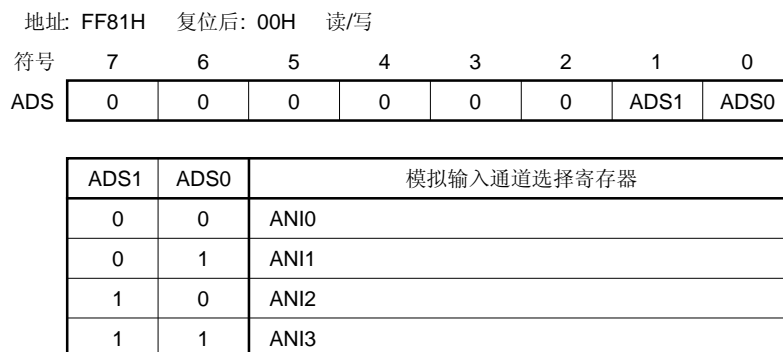 地址: FF81H 复位后: 00H 读/写
符号 7 6 5 4 3 2 1 0
ADS 0 0 0 0 0 0 ADS1 ADS0
ADS1 ADS0 模拟输入通道选择寄存器
0 0 ANI0
0 1 ANI1
1 0 ANI2
1 1 ANI3